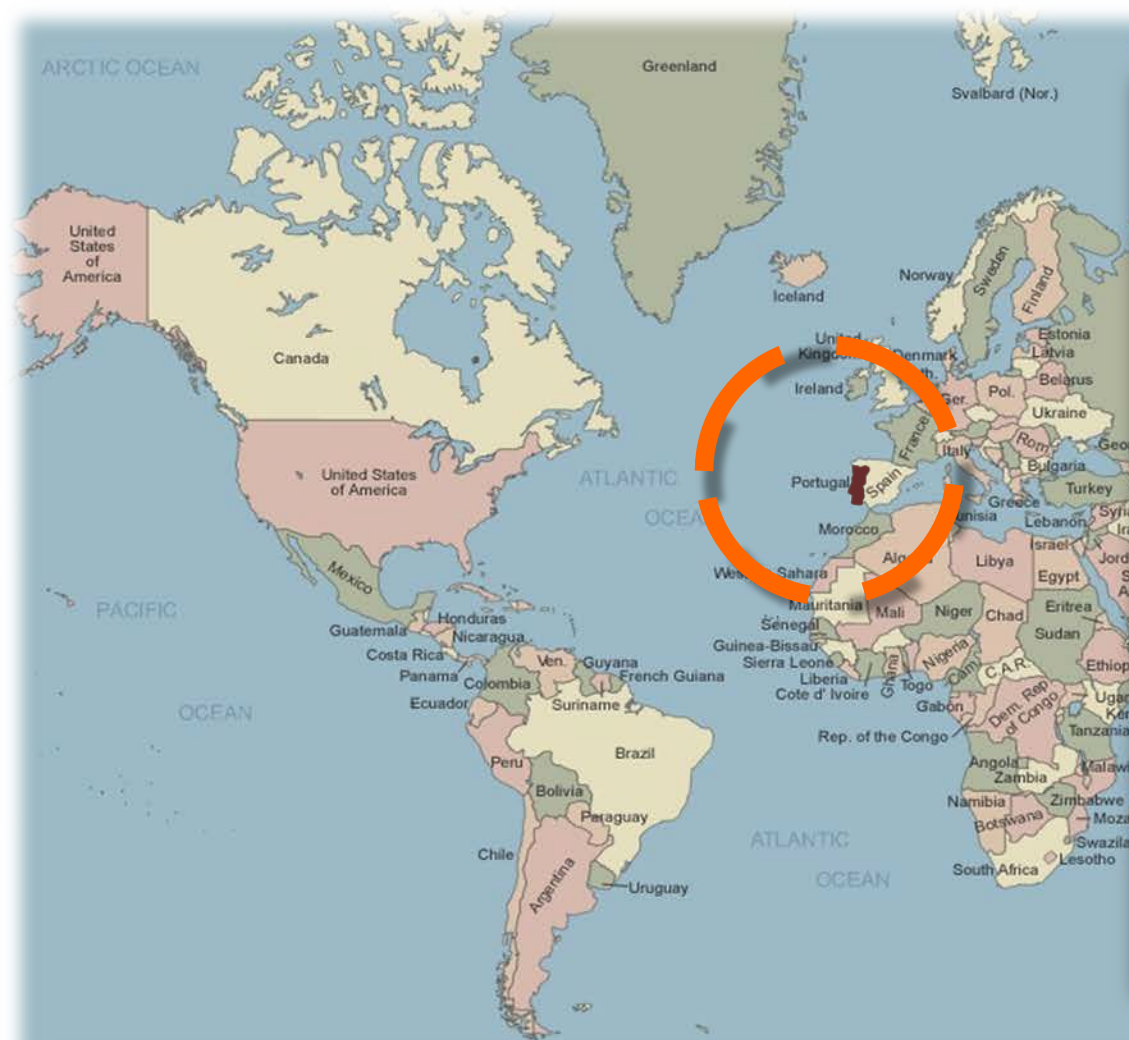 ARCTIC OCEAN
Greenland
Svalbard (Nor.)
United
States
of
America
Canada
Iceland
Norway
Sweden
Finland
United
Ireland
Denmark
Estonia
Latvia
Belarus
Ger.
Pol.
Ukraine
France
Italy
Rom
Bulgaria
Turkey
United States
of America
ATLANTIC
Portugal
Spain
Greece
Lebanon
Morocco
Israel
Libya
Egypt
Mexico
PACIFIC
Mauritania
Mali
Niger
Chad
Eritrea
Sudan
Honduras
Guatemala
Nicaragua
Senegal
Guinea-Bissau
Sierra Leone
Liberia
Cote d' Ivoire
Ghana
Togo
Nigeria
Cam.
C.A.R.
Costa Rica
Panama
Ven.
Guyana
French Guiana
Colombia
Suriname
Ecuador
OCEAN
Gabon
Dem. Rep
of Congo
Rep. of the Congo
Tanzania
Brazil
Peru
Bolivia
Angola
Zambia
Malawi
Paraguay
Namibia
Zimbabwe
Botswana
Chile
Argentina
Uruguay
ATLANTIC
OCEAN
South Africa
Lesotho